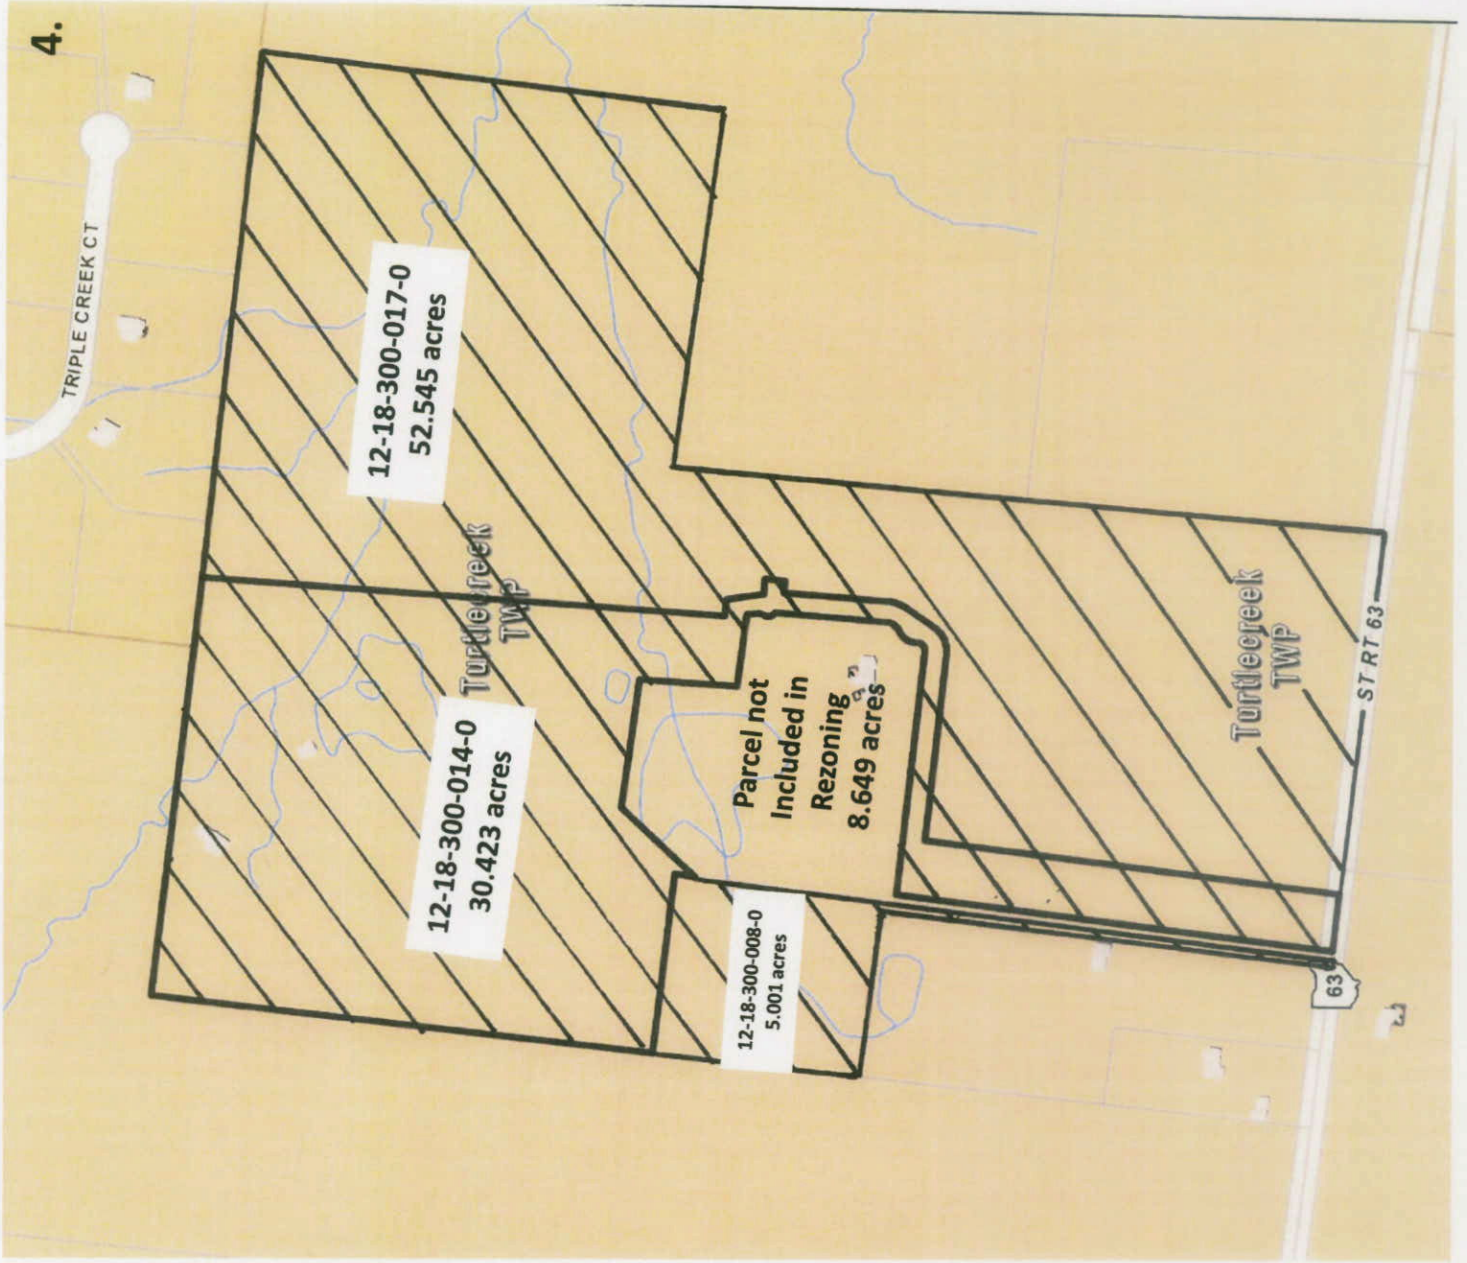 4.
TRIPLE CREEK CT
12-18-300-017-0
52.545 acres
Turtlecreek
TWP
12-18-300-014-0
30.423 acres
Parcel not
Included in
Rezoning
8.649 acres
12-18-300-008-0
5.001 acres
Turtlecreek
TWP
ST RT 63
63